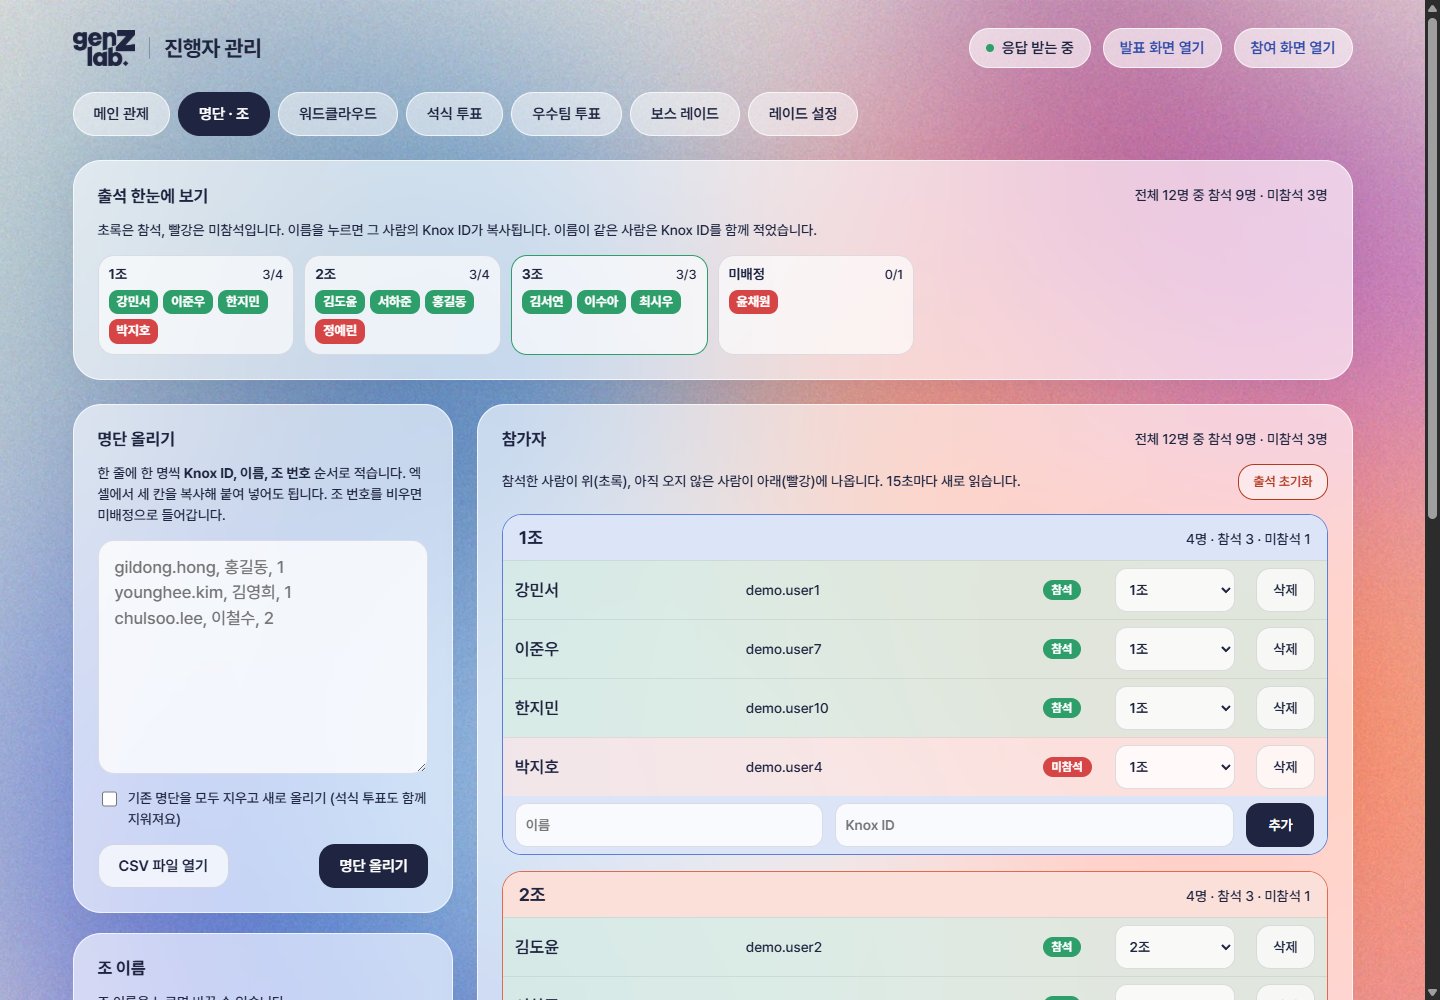 genZ lab.
진행자 관리
응답 받는 중
발표 화면 열기
참여 화면 열기
메인 관제
명단 · 조
워드클라우드
석식 투표
우수팀 투표
보스 레이드
레이드 설정
출석 한눈에 보기
전체 12명 중 참석 9명 · 미참석 3명
초록은 참석, 빨강은 미참석입니다. 이름을 누르면 그 사람의 Knox ID가 복사됩니다. 이름이 같은 사람은 Knox ID를 함께 적었습니다.
1조 3/4
강민서 이준우 한지민
박지호
2조 3/4
김도윤 서하준 홍길동
정예린
3조 3/3
김서연 이수아 최시우
미배정 0/1
윤채원
명단 올리기
한 줄에 한 명씩 Knox ID, 이름, 조 번호 순서로 적습니다. 엑
셀에서 세 칸을 복사해 붙여 넣어도 됩니다. 조 번호를 비우면
미배정으로 들어갑니다.
gildong.hong, 홍길동, 1
younghee.kim, 김영희, 1
chulsoo.lee, 이철수, 2
기존 명단을 모두 지우고 새로 올리기 (석식 투표도 함께
지워져요)
CSV 파일 열기
명단 올리기
조 이름
참가자
전체 12명 중 참석 9명 · 미참석 3명
참석한 사람이 위(초록), 아직 오지 않은 사람이 아래(빨강)에 나옵니다. 15초마다 새로 읽습니다.
출석 초기화
1조 4명 · 참석 3 · 미참석 1
강민서 demo.user1 참석 1조 삭제
이준우 demo.user7 참석 1조 삭제
한지민 demo.user10 참석 1조 삭제
박지호 demo.user4 미참석 1조 삭제
이름 Knox ID 추가
2조 4명 · 참석 3 · 미참석 1
김도윤 demo.user2 참석 2조 삭제